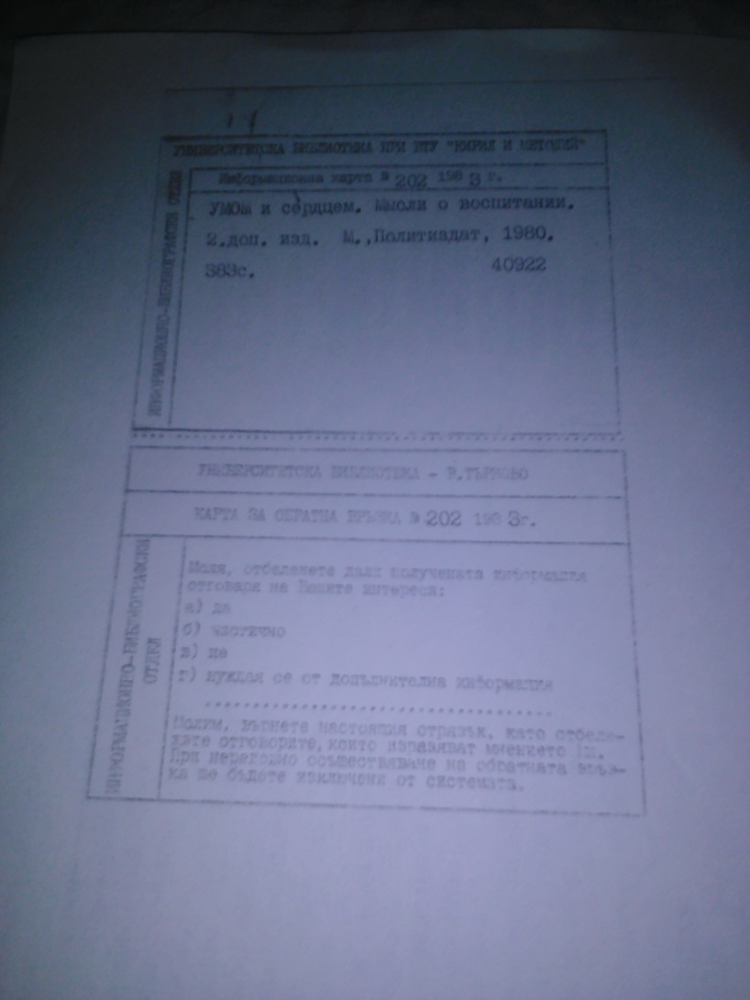 УНИВЕРСИТЕТСКА БИБЛИОТЕКА ПРИ ВТУ "КИРИЛ И МЕТОДИЙ"
Информационна карта № 202 198 3 г.
ИНФОРМАЦИОННО-БИБЛИОГРАФСКИ ОТДЕЛ
УМОМ и сердцем. Мысли о воспитании.
2.доп. изд. М.,Политиздат, 1980.
383с. 40922
УНИВЕРСИТЕТСКА БИБЛИОТЕКА - В.ТЪРНОВО
КАРТА ЗА ОБРАТНА ВРЪЗКА № 202 198 3г.
ИНФОРМАЦИОННО-БИБЛИОГРАФСКИ
ОТДЕЛ
Моля, отбележете дали получената информация
отговаря на Вашите интереси:
а) да
б) частично
в) не
г) нуждая се от допълнителна информация
Молим, върнете настоящия отрязък, като отбеле-
жите отговорите, които изразяват мнението Ви.
При нередовно осъществяване на обратната връз-
ка ще бъдете изключени от системата.